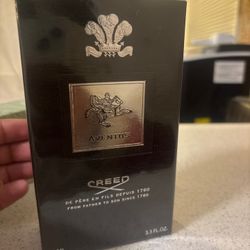 AVENTUS
CREED
DE PÈRE EN FILS DEPUIS 1760
FROM FATHER TO SON SINCE 1760
3.3 FL. OZ.